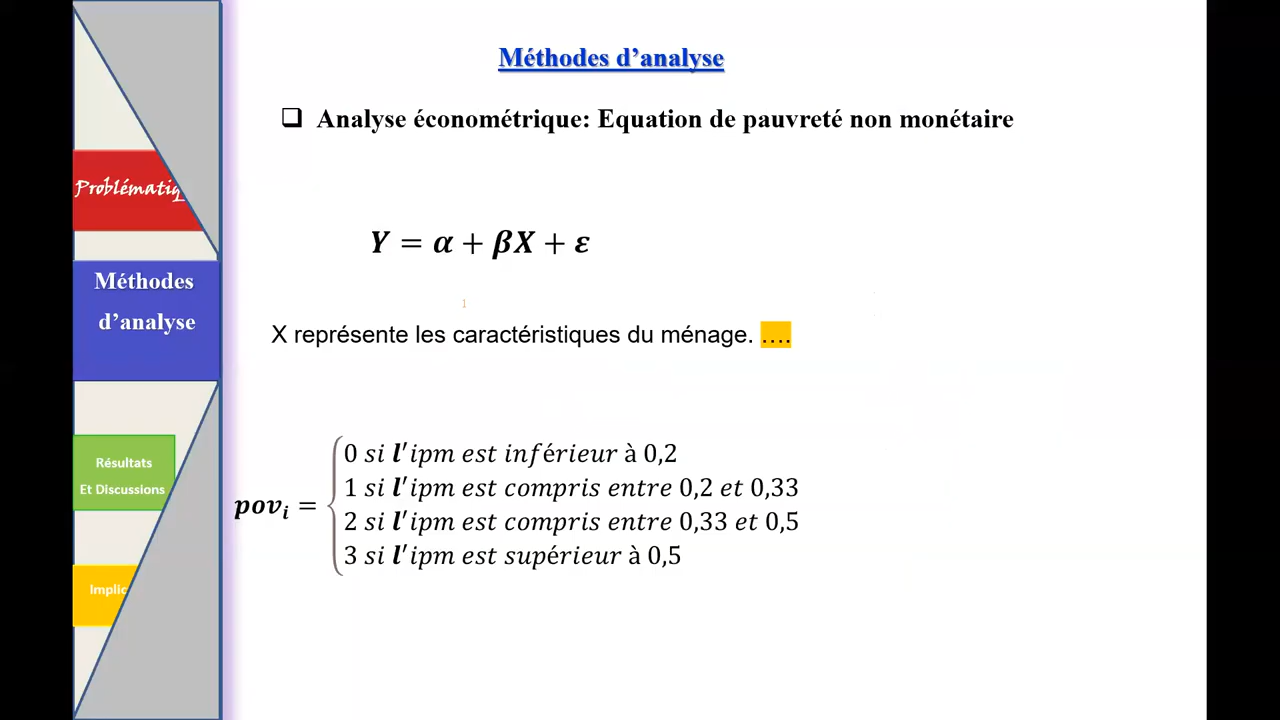 Méthodes d’analyse
❑ Analyse économétrique: Equation de pauvreté non monétaire
Problématiq
Y = α + βX + ε
Méthodes
d’analyse
1
X représente les caractéristiques du ménage. ….
Résultats
Et Discussions
pov_i = {
0 si l′ipm est inférieur à 0,2
1 si l′ipm est compris entre 0,2 et 0,33
2 si l′ipm est compris entre 0,33 et 0,5
3 si l′ipm est supérieur à 0,5
Implic